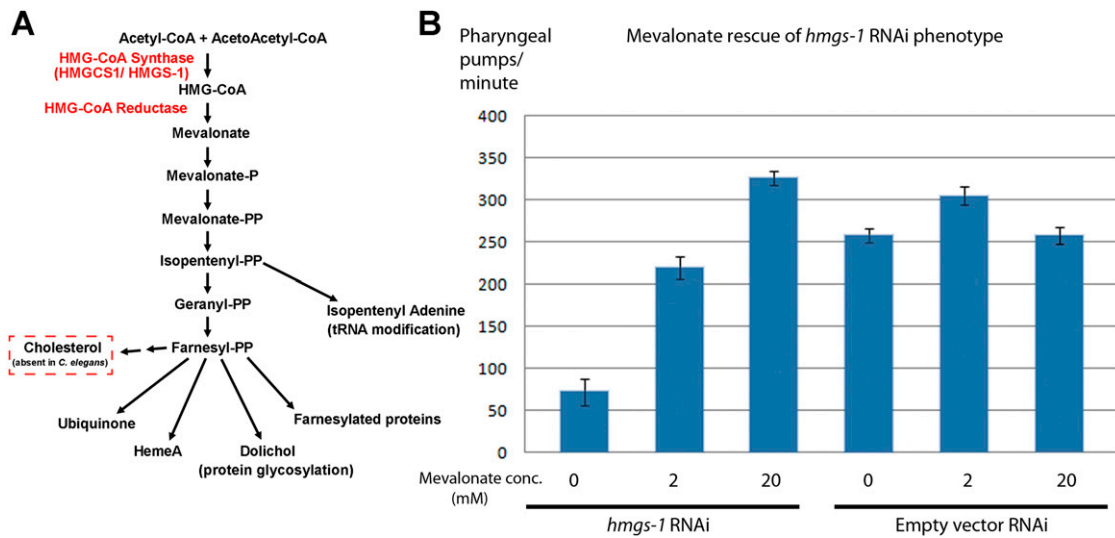 A
Acetyl-CoA + AcetoAcetyl-CoA
HMG-CoA Synthase
(HMGCS1/ HMGS-1)
HMG-CoA
HMG-CoA Reductase
Mevalonate
Mevalonate-P
Mevalonate-PP
Isopentenyl-PP
Geranyl-PP
Isopentenyl Adenine
(tRNA modification)
Cholesterol
(absent in C. elegans)
Farnesyl-PP
Ubiquinone
Farnesylated proteins
HemeA
Dolichol
(protein glycosylation)
B
Pharyngeal
pumps/
minute
Mevalonate rescue of hmgs-1 RNAi phenotype
400
350
300
250
200
150
100
50
0
Mevalonate conc.
(mM)
0 2 20 0 2 20
hmgs-1 RNAi
Empty vector RNAi